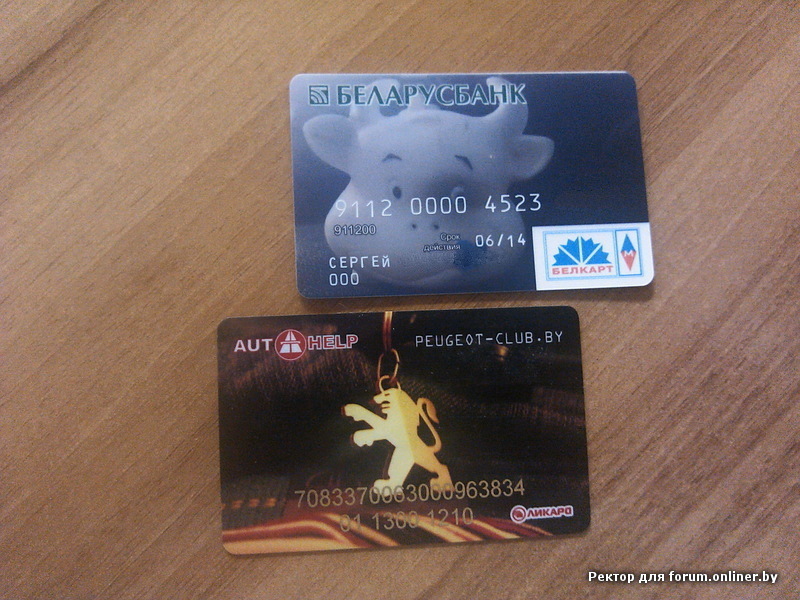 БЕЛАРУСБАНК
9112 0000 4523
911200
Срок
действия
06/14
СЕРГЕЙ
ООО
БЕЛКАРТ
М
AUT HELP
PEUGEOT-CLUB.BY
7083370063000963834
01 1306 1210
ЛИКАРД
Ректор для forum.onliner.by